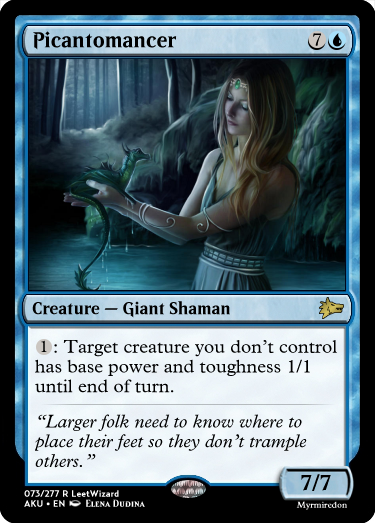 Picantomancer 7
Creature — Giant Shaman
1: Target creature you don't control
has base power and toughness 1/1
until end of turn.
“Larger folk need to know where to
place their feet so they don't trample
others.”
7/7
073/277 R LeetWizard
AKU • EN Elena Dudina
Myrmiredon